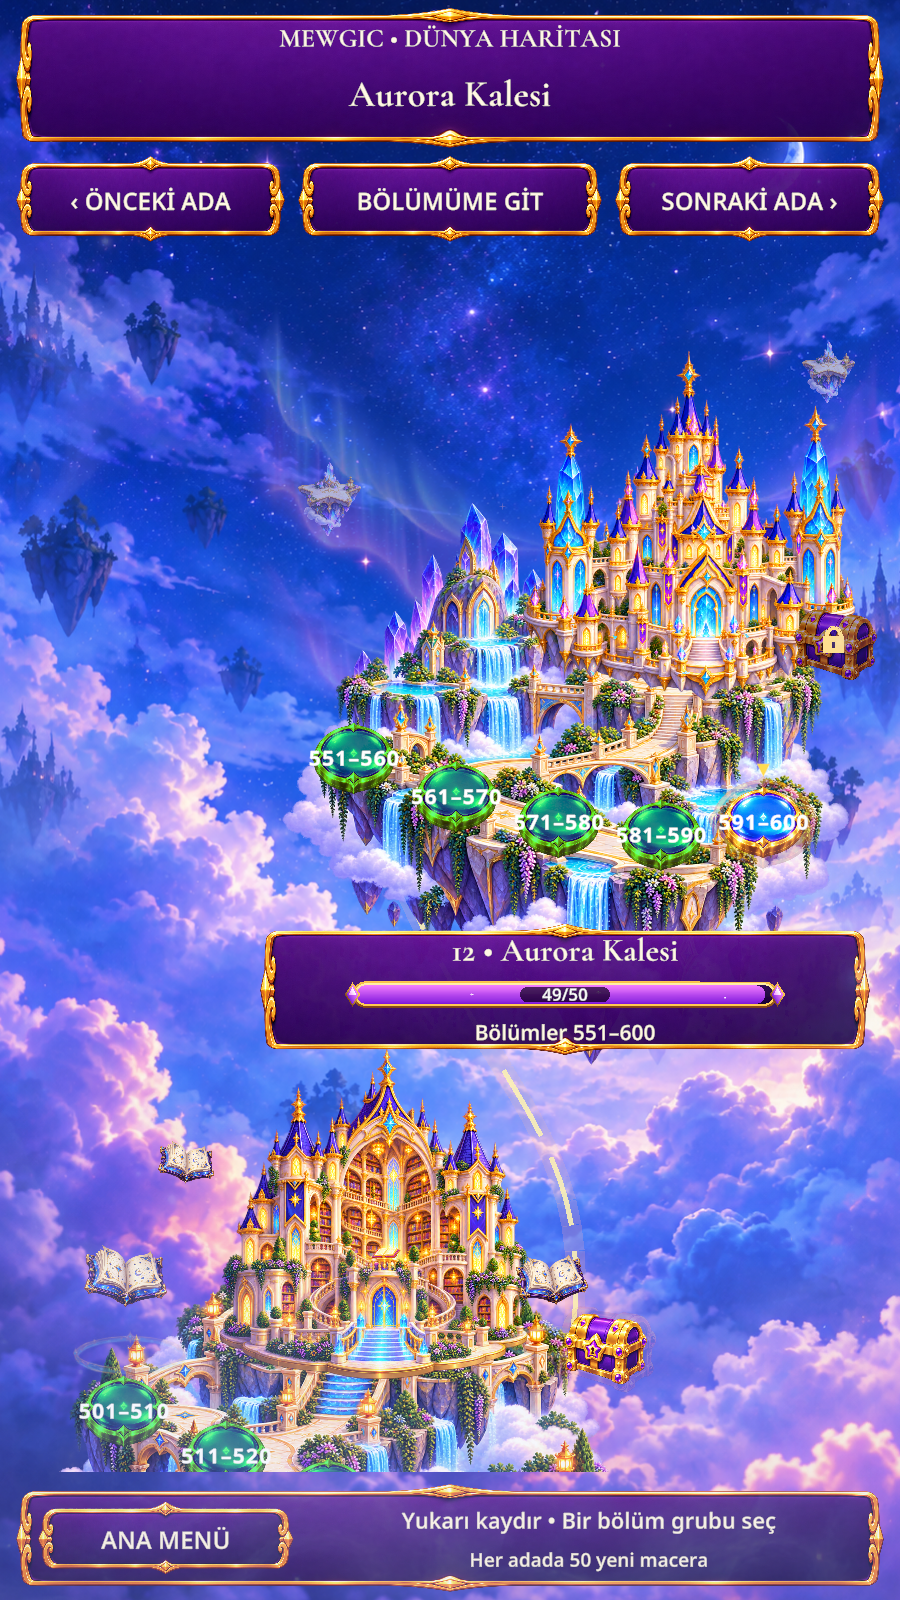 MEWGIC • DÜNYA HARİTASI
Aurora Kalesi
‹ ÖNCEKİ ADA
BÖLÜMÜME GİT
SONRAKİ ADA ›
551–560
561–570
571–580
581–590
591–600
12 • Aurora Kalesi
49/50
Bölümler 551–600
501–510
511–520
ANA MENÜ
Yukarı kaydır • Bir bölüm grubu seç
Her adada 50 yeni macera